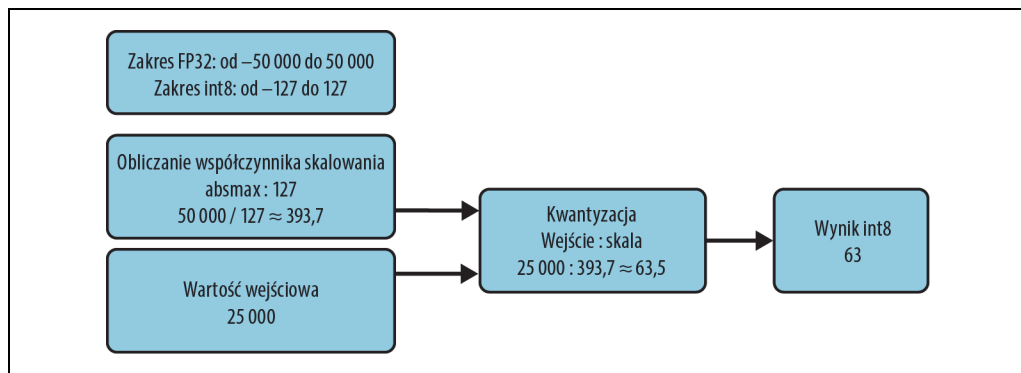 Zakres FP32: od –50 000 do 50 000
Zakres int8: od –127 do 127
Obliczanie współczynnika skalowania
absmax : 127
50 000 / 127 ≈ 393,7
Wartość wejściowa
25 000
Kwantyzacja
Wejście : skala
25 000 : 393,7 ≈ 63,5
Wynik int8
63